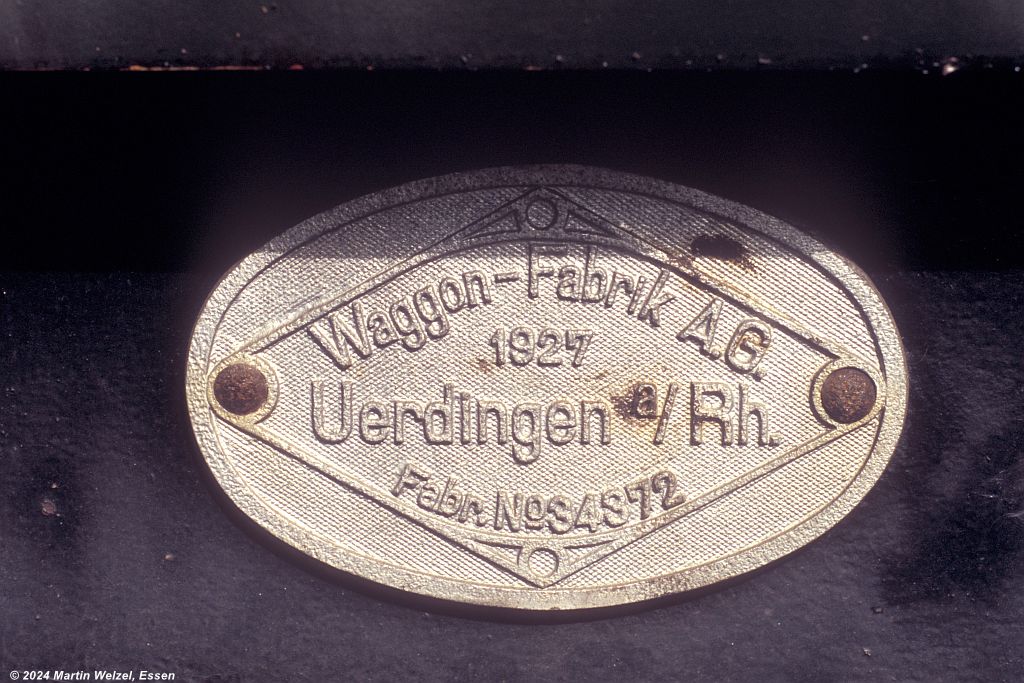 Waggon-Fabrik A.G.
1927
Uerdingen a/Rh.
Fabr. No 34372
© 2024 Martin Welzel, Essen